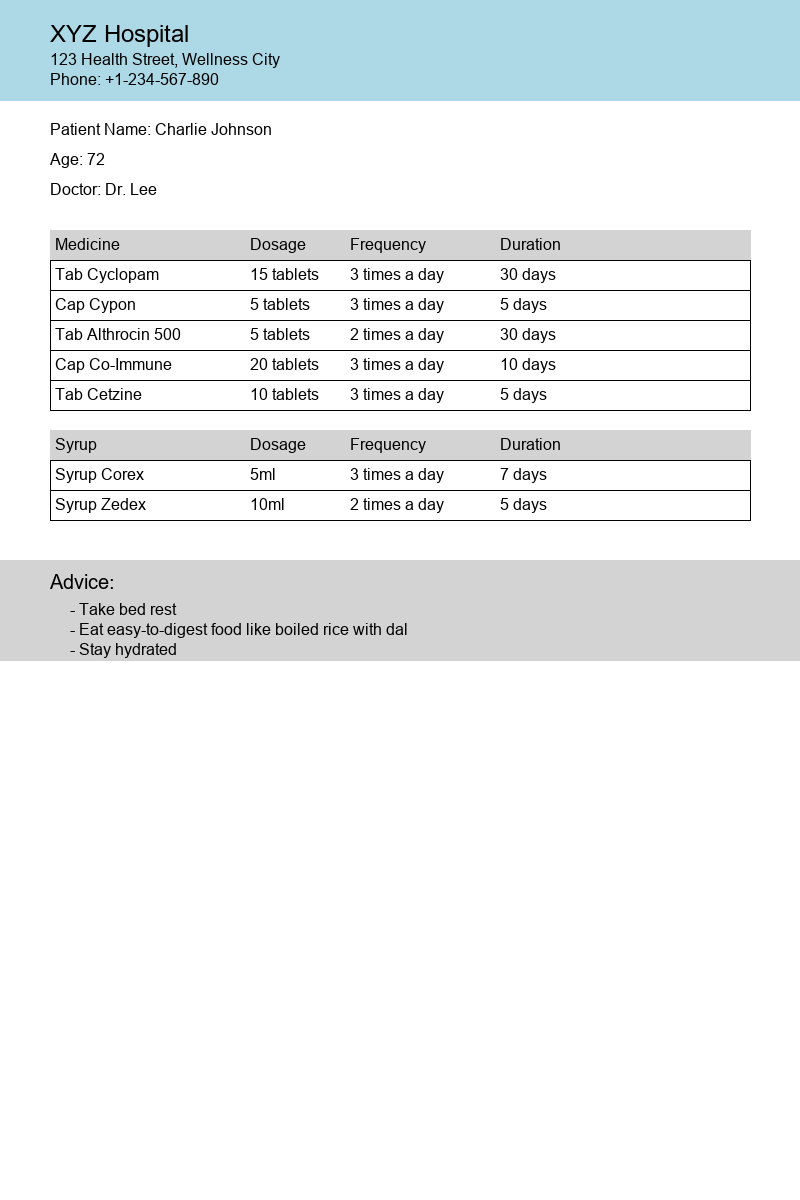 XYZ Hospital
123 Health Street, Wellness City
Phone: +1-234-567-890
Patient Name: Charlie Johnson
Age: 72
Doctor: Dr. Lee
Medicine Dosage Frequency Duration
Tab Cyclopam 15 tablets 3 times a day 30 days
Cap Cypon 5 tablets 3 times a day 5 days
Tab Althrocin 500 5 tablets 2 times a day 30 days
Cap Co-Immune 20 tablets 3 times a day 10 days
Tab Cetzine 10 tablets 3 times a day 5 days
Syrup Dosage Frequency Duration
Syrup Corex 5ml 3 times a day 7 days
Syrup Zedex 10ml 2 times a day 5 days
Advice:
- Take bed rest
- Eat easy-to-digest food like boiled rice with dal
- Stay hydrated